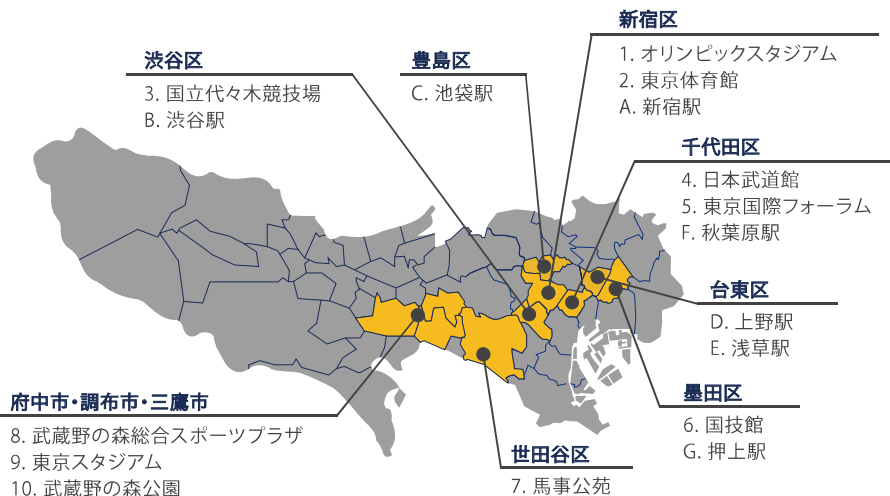 新宿区
1. オリンピックスタジアム
2. 東京体育館
A. 新宿駅
渋谷区
3. 国立代々木競技場
B. 渋谷駅
豊島区
C. 池袋駅
千代田区
4. 日本武道館
5. 東京国際フォーラム
F. 秋葉原駅
台東区
D. 上野駅
E. 浅草駅
墨田区
6. 国技館
G. 押上駅
府中市・調布市・三鷹市
8. 武蔵野の森総合スポーツプラザ
9. 東京スタジアム
10. 武蔵野の森公園
世田谷区
7. 馬事公苑